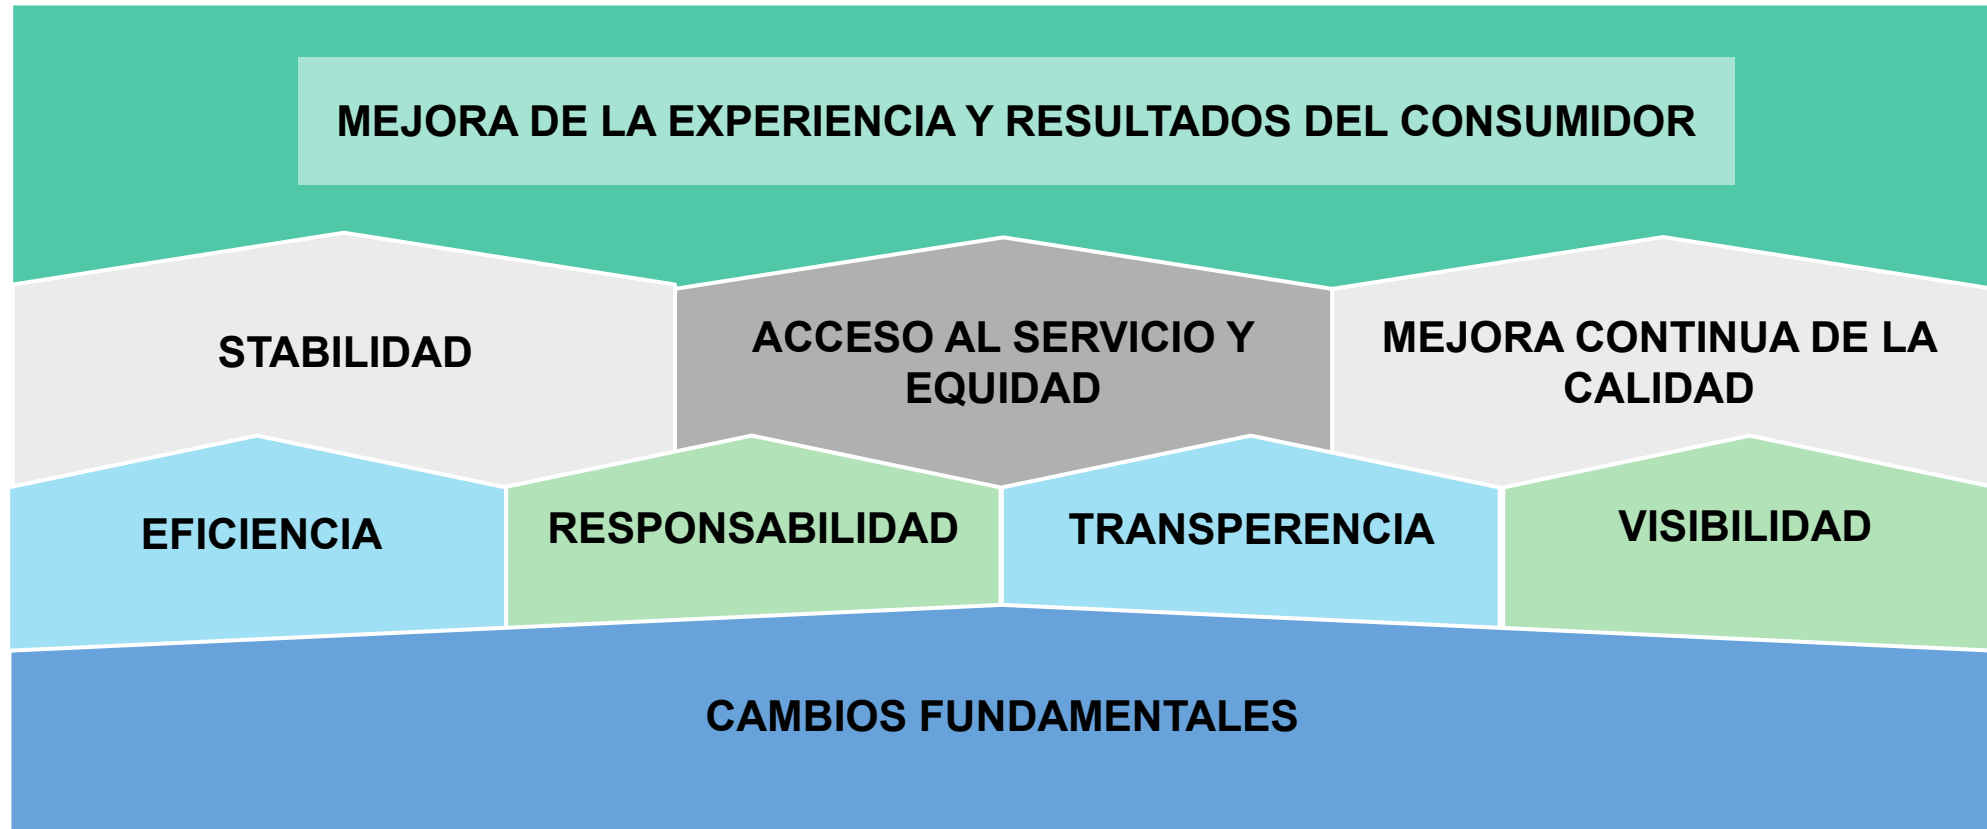 MEJORA DE LA EXPERIENCIA Y RESULTADOS DEL CONSUMIDOR
STABILIDAD
ACCESO AL SERVICIO Y
EQUIDAD
MEJORA CONTINUA DE LA
CALIDAD
EFICIENCIA
RESPONSABILIDAD
TRANSPERENCIA
VISIBILIDAD
CAMBIOS FUNDAMENTALES